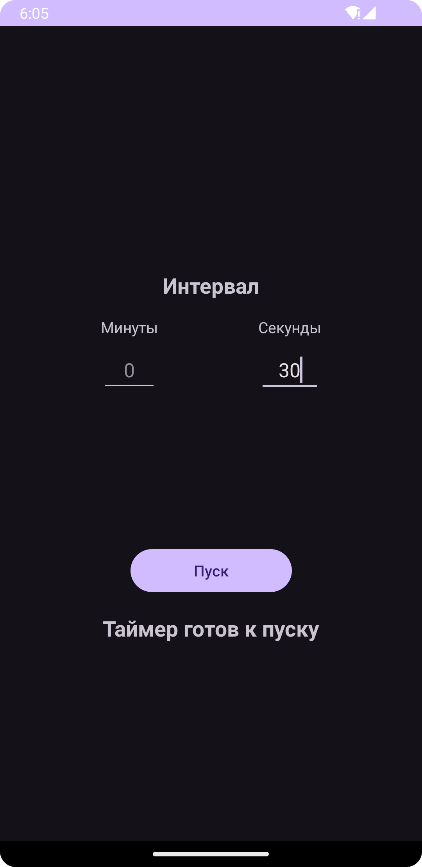 6:05
Интервал
Минуты Секунды
0 30
Пуск
Таймер готов к пуску